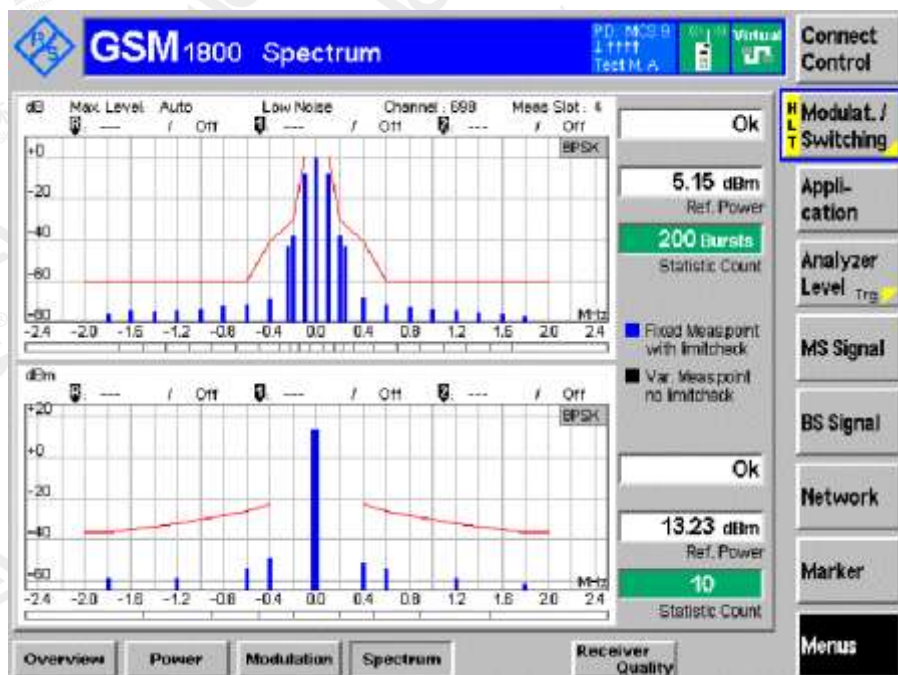 GSM 1800 Spectrum
PD: MCS 9
Test M. A
Virtual
Connect Control
HLT
Modulat. / Switching
Appli- cation
Analyzer Level Trg
MS Signal
BS Signal
Network
Marker
Menus
dB Max. Level: Auto Low Noise Channel: 698 Meas Slot: 4
--- / Off --- / Off --- / Off
8PSK
+0
-20
-40
-60
-80
MHz
-2.4 -2.0 -1.6 -1.2 -0.8 -0.4 0.0 0.4 0.8 1.2 1.6 2.0 2.4
Ok
5.15 dBm
Ref. Power
200 Bursts
Statistic Count
Fixed Measpoint
with limitcheck
Var. Measpoint
no limitcheck
dBm
--- / Off --- / Off --- / Off
8PSK
+20
+0
-20
-40
-60
MHz
-2.4 -2.0 -1.6 -1.2 -0.8 -0.4 0.0 0.4 0.8 1.2 1.6 2.0 2.4
Ok
13.23 dBm
Ref. Power
10
Statistic Count
Overview
Power
Modulation
Spectrum
Receiver Quality